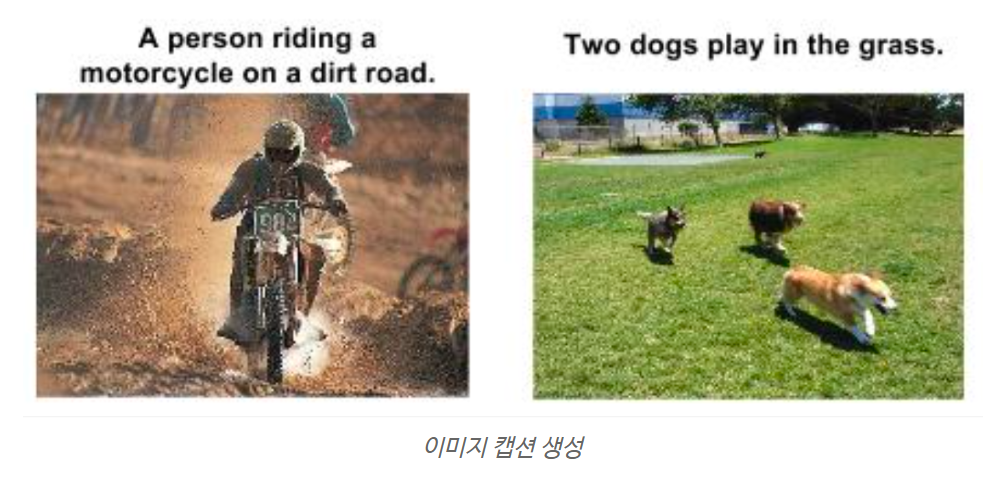 A person riding a
motorcycle on a dirt road.
Two dogs play in the grass.
이미지 캡션 생성